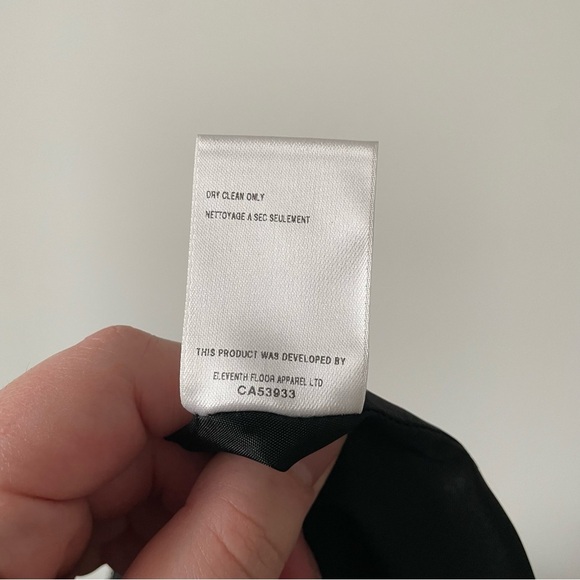 DRY CLEAN ONLY
NETTOYAGE A SEC SEULEMENT
THIS PRODUCT WAS DEVELOPED BY
ELEVENTH FLOOR APPAREL LTD
CA53933